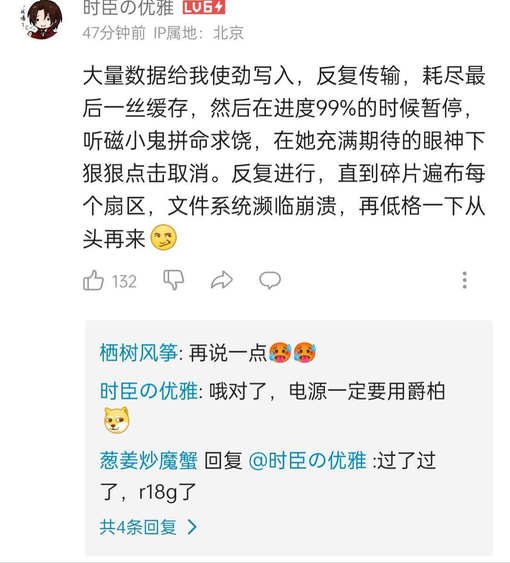 时臣の优雅 LV6
47分钟前 IP属地：北京
大量数据给我使劲写入，反复传输，耗尽最
后一丝缓存，然后在进度99%的时候暂停，
听磁小鬼拼命求饶，在她充满期待的眼神下
狠狠点击取消。反复进行，直到碎片遍布每
个扇区，文件系统濒临崩溃，再低格一下从
头再来
132
栖树风筝: 再说一点
时臣の优雅: 哦对了，电源一定要用爵柏
葱姜炒魔蟹 回复 @时臣の优雅 :过了过
了，r18g了
共4条回复 >